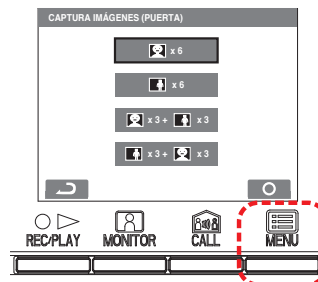 CAPTURA IMÁGENES (PUERTA)
x 6
x 6
x 3 + x 3
x 3 + x 3
REC/PLAY MONITOR CALL MENU